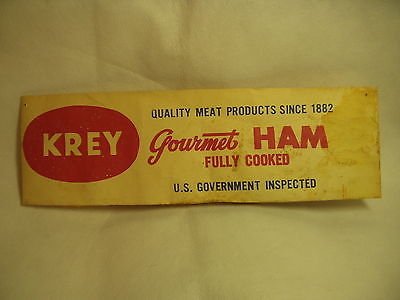 QUALITY MEAT PRODUCTS SINCE 1882
KREY
Gourmet HAM
FULLY COOKED
U.S. GOVERNMENT INSPECTED